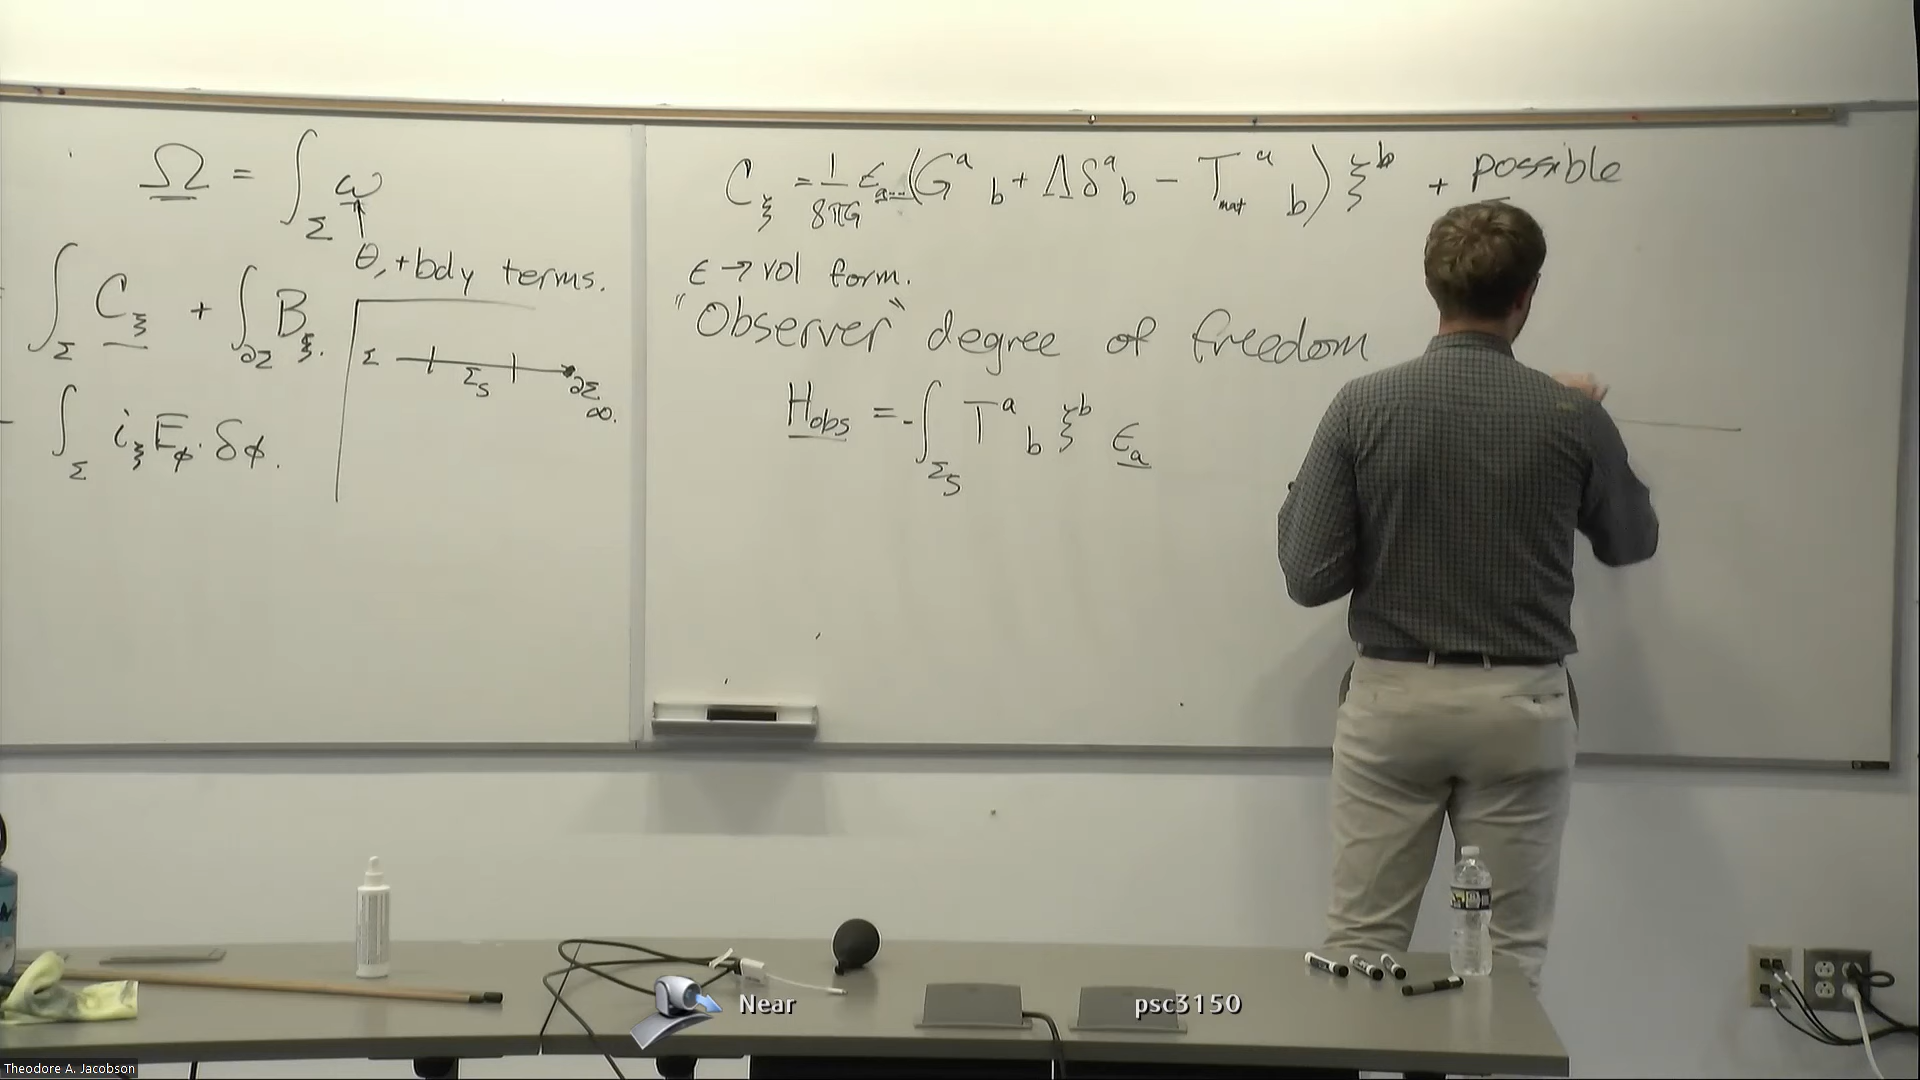 Ω = ∫_Σ ω
θ, + bdy terms.
∫_Σ C_ξ + ∫_∂Σ B_ξ.
Σ Σ_S ∂Σ_∞.
- ∫_Σ i_ξ E_φ · δφ.
C_ξ = 1/8πG ϵ_a... (G^a_b + Λδ^a_b - T_mat^a_b) ξ^b + possible
ϵ → vol form.
"Observer" degree of freedom
H_obs = -∫_Σ_S T^a_b ξ^b ϵ_a
Near
psc3150
Theodore A. Jacobson